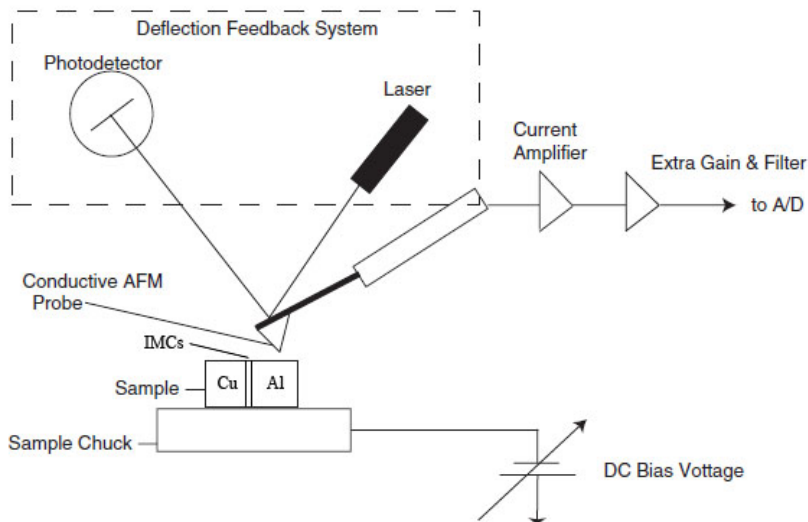 Deflection Feedback System
Photodetector
Laser
Current
Amplifier
Extra Gain & Filter
to A/D
Conductive AFM
Probe
IMCs
Sample
Cu
Al
Sample Chuck
DC Bias Vottage